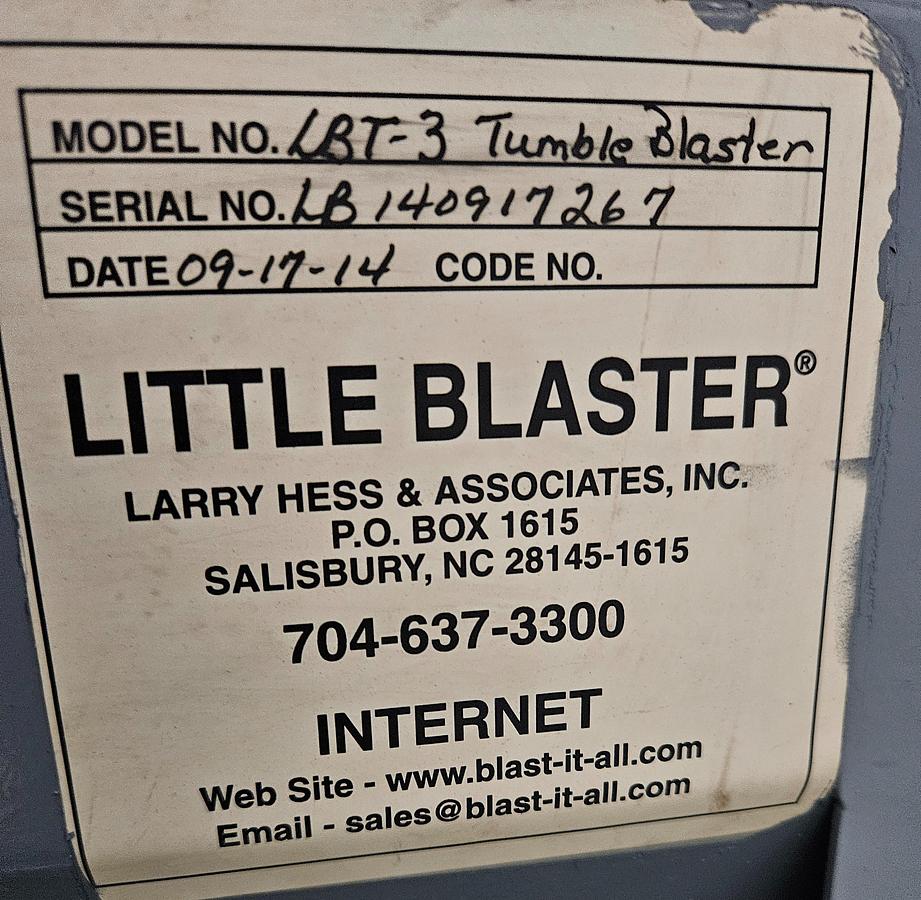 MODEL NO. LBT-3 Tumble Blaster
SERIAL NO. LB 140917267
DATE 09-17-14 CODE NO.
LITTLE BLASTER®
LARRY HESS & ASSOCIATES, INC.
P.O. BOX 1615
SALISBURY, NC 28145-1615
704-637-3300
INTERNET
Web Site - www.blast-it-all.com
Email - sales@blast-it-all.com